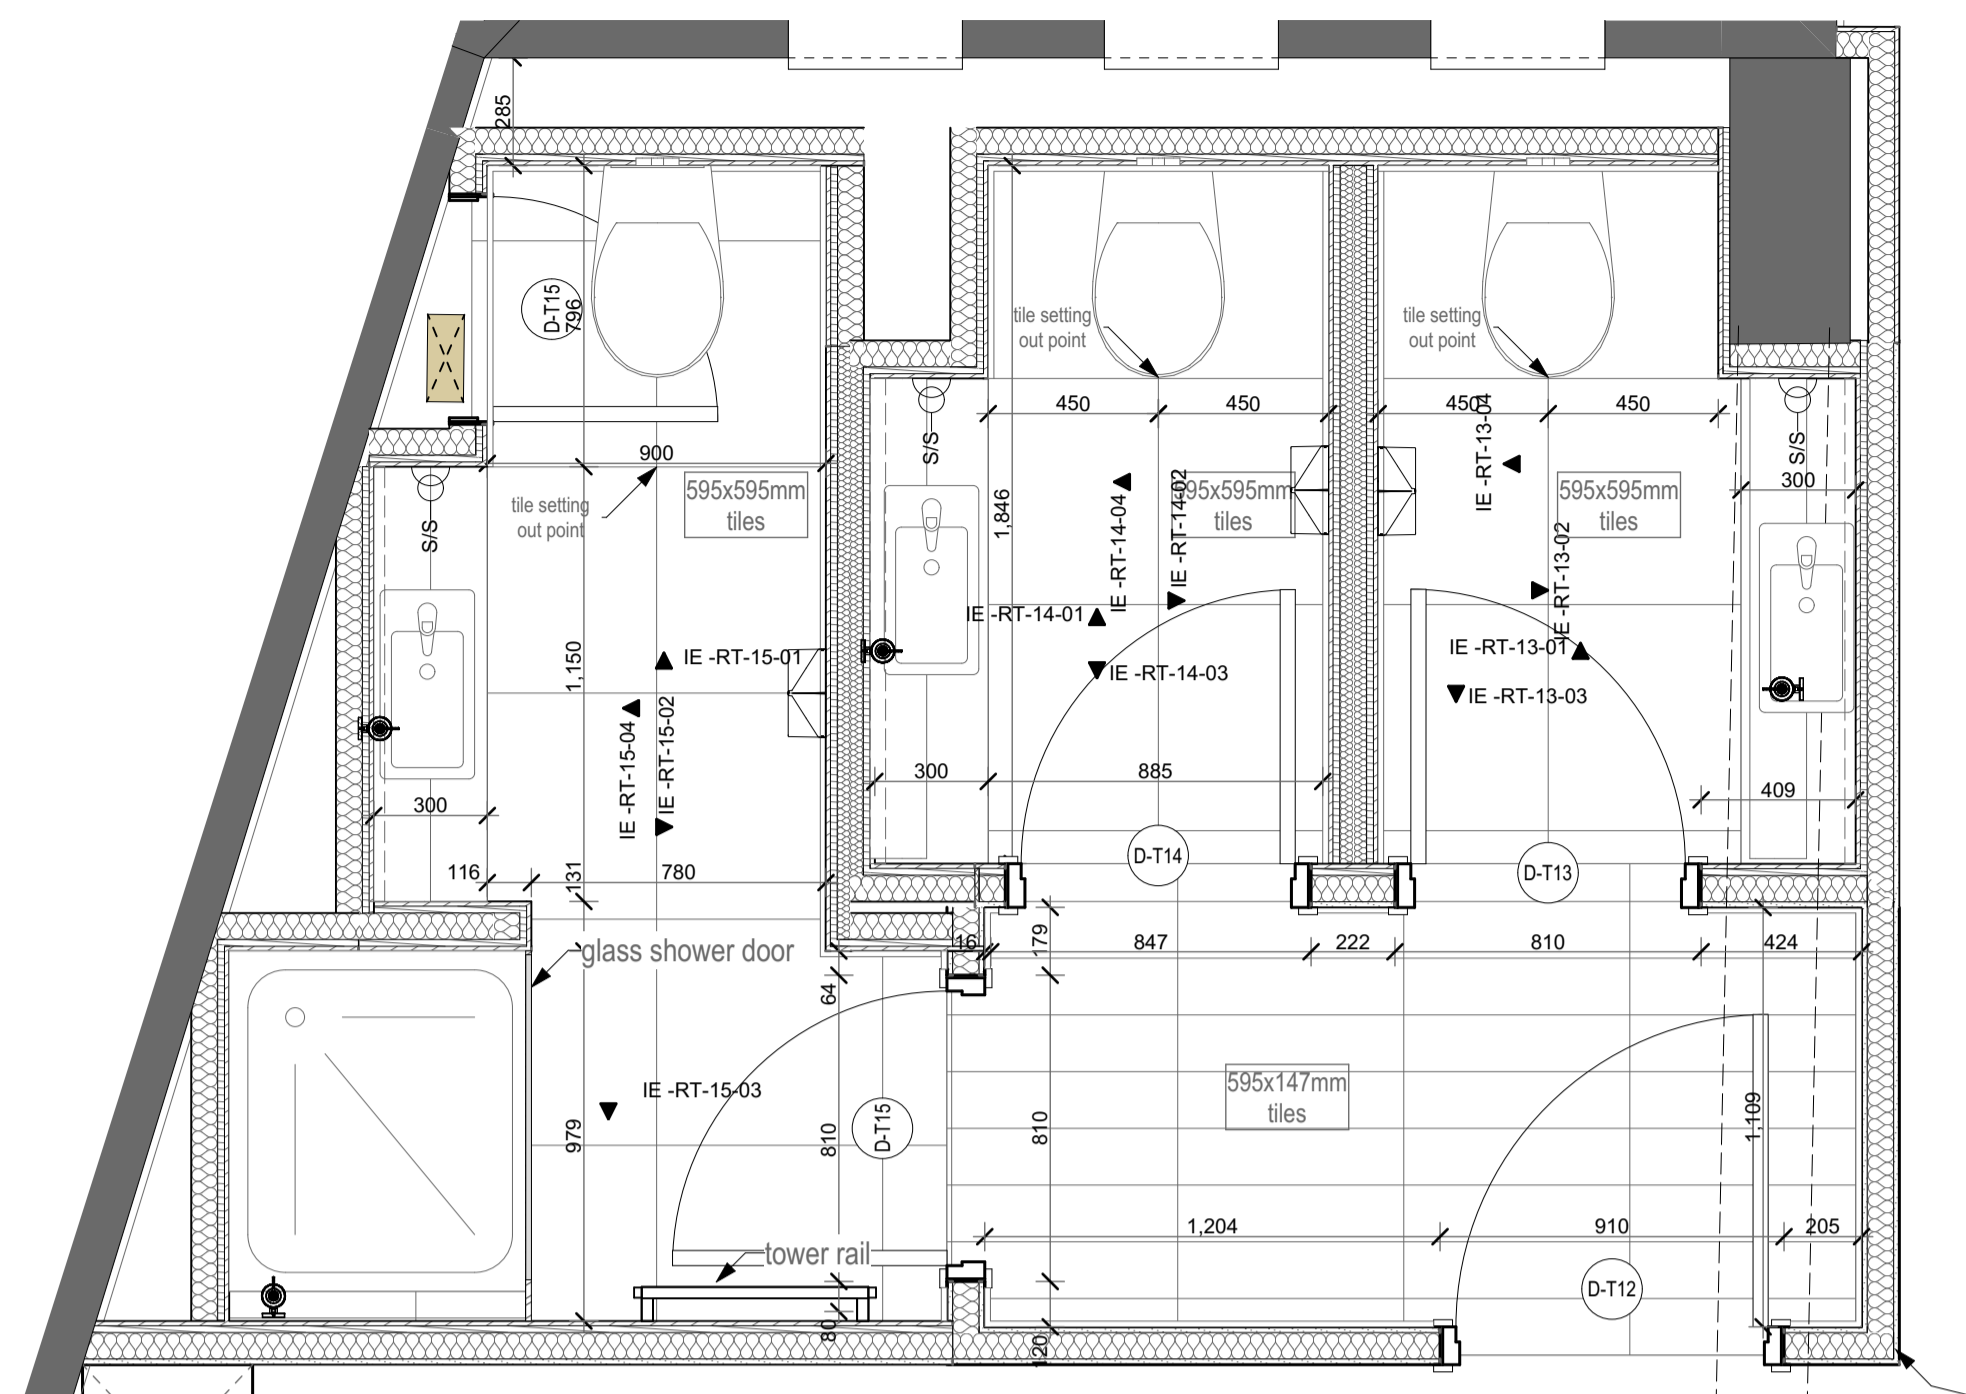 285
D-T15
796
tile setting
out point
tile setting
out point
450
450
450
450
IE -RT-13-04
900
S/S
S/S
S/S
595x595mm
tiles
595x595mm
tiles
595x595mm
tiles
300
tile setting
out point
1,846
IE -RT-14-04
IE -RT-14-02
IE -RT-13-02
IE -RT-14-01
IE -RT-14-03
IE -RT-13-01
IE -RT-13-03
1,150
IE -RT-15-01
IE -RT-15-04
IE -RT-15-02
300
300
885
409
D-T14
D-T13
116
131
780
glass shower door
16
179
847
222
810
424
64
IE -RT-15-03
979
810
D-T15
810
595x147mm
tiles
1,109
1,204
910
205
tower rail
D-T12
80
120